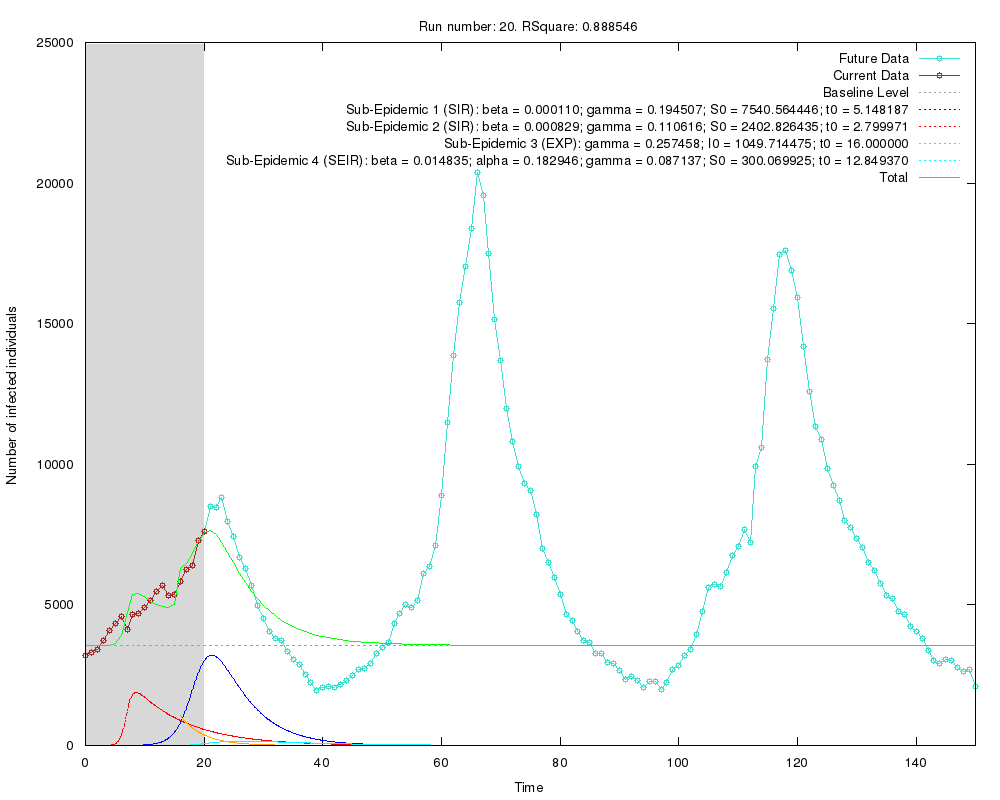 Run number: 20. RSquare: 0.888546
25000
20000
15000
10000
5000
0
Number of infected individuals
Future Data
Current Data
Baseline Level
Sub-Epidemic 1 (SIR): beta = 0.000110; gamma = 0.194507; S0 = 7540.564446; t0 = 5.148187
Sub-Epidemic 2 (SIR): beta = 0.000829; gamma = 0.110616; S0 = 2402.826435; t0 = 2.799971
Sub-Epidemic 3 (EXP): gamma = 0.257458; I0 = 1049.714475; t0 = 16.000000
Sub-Epidemic 4 (SEIR): beta = 0.014835; alpha = 0.182946; gamma = 0.087137; S0 = 300.069925; t0 = 12.849370
Total
0 20 40 60 80 100 120 140
Time